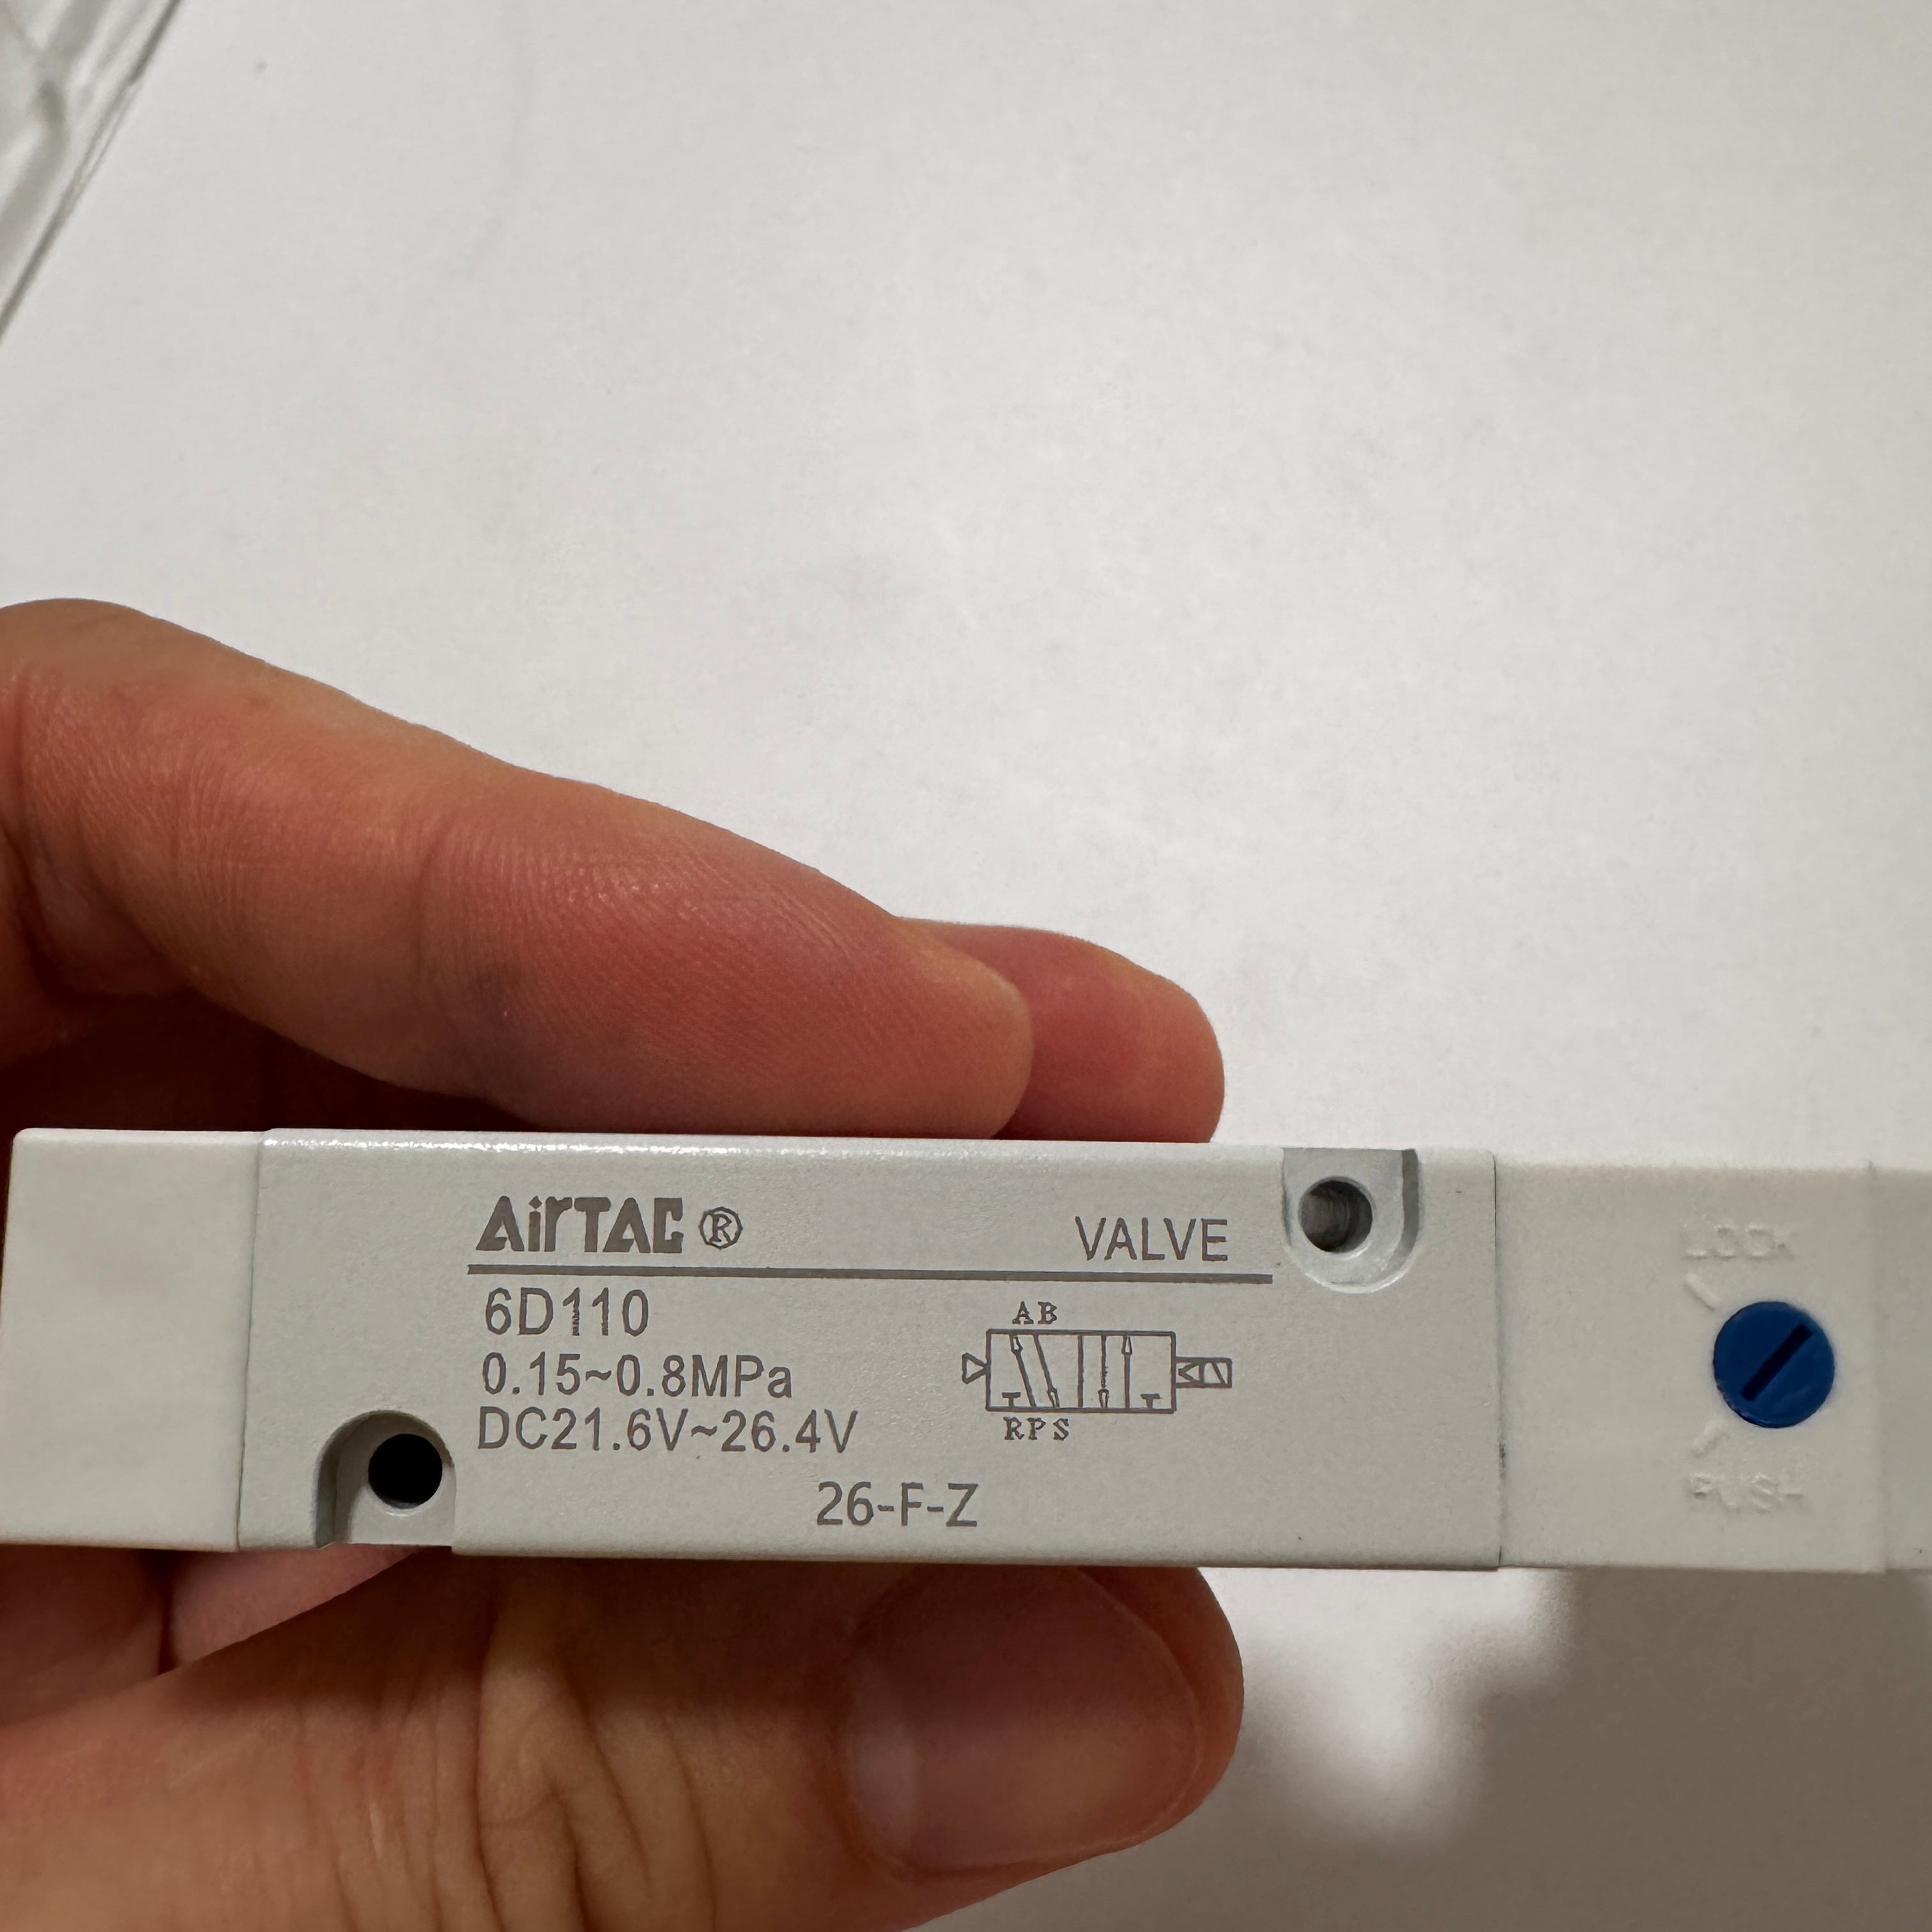 AirTAC ® VALVE
6D110
0.15~0.8MPa
DC21.6V~26.4V
AB
RPS
26-F-Z
LOCK
PUSH